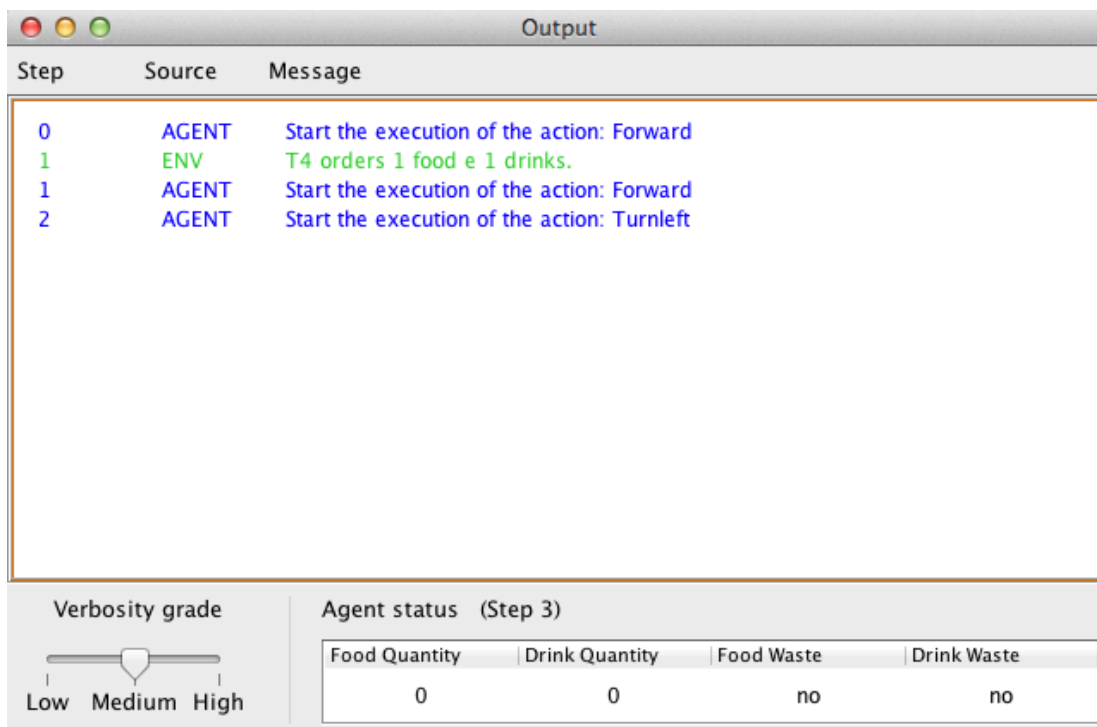 Output
Step Source Message
0 AGENT Start the execution of the action: Forward
1 ENV T4 orders 1 food e 1 drinks.
1 AGENT Start the execution of the action: Forward
2 AGENT Start the execution of the action: Turnleft
Verbosity grade
Low Medium High
Agent status (Step 3)
Food Quantity Drink Quantity Food Waste Drink Waste
0 0 no no